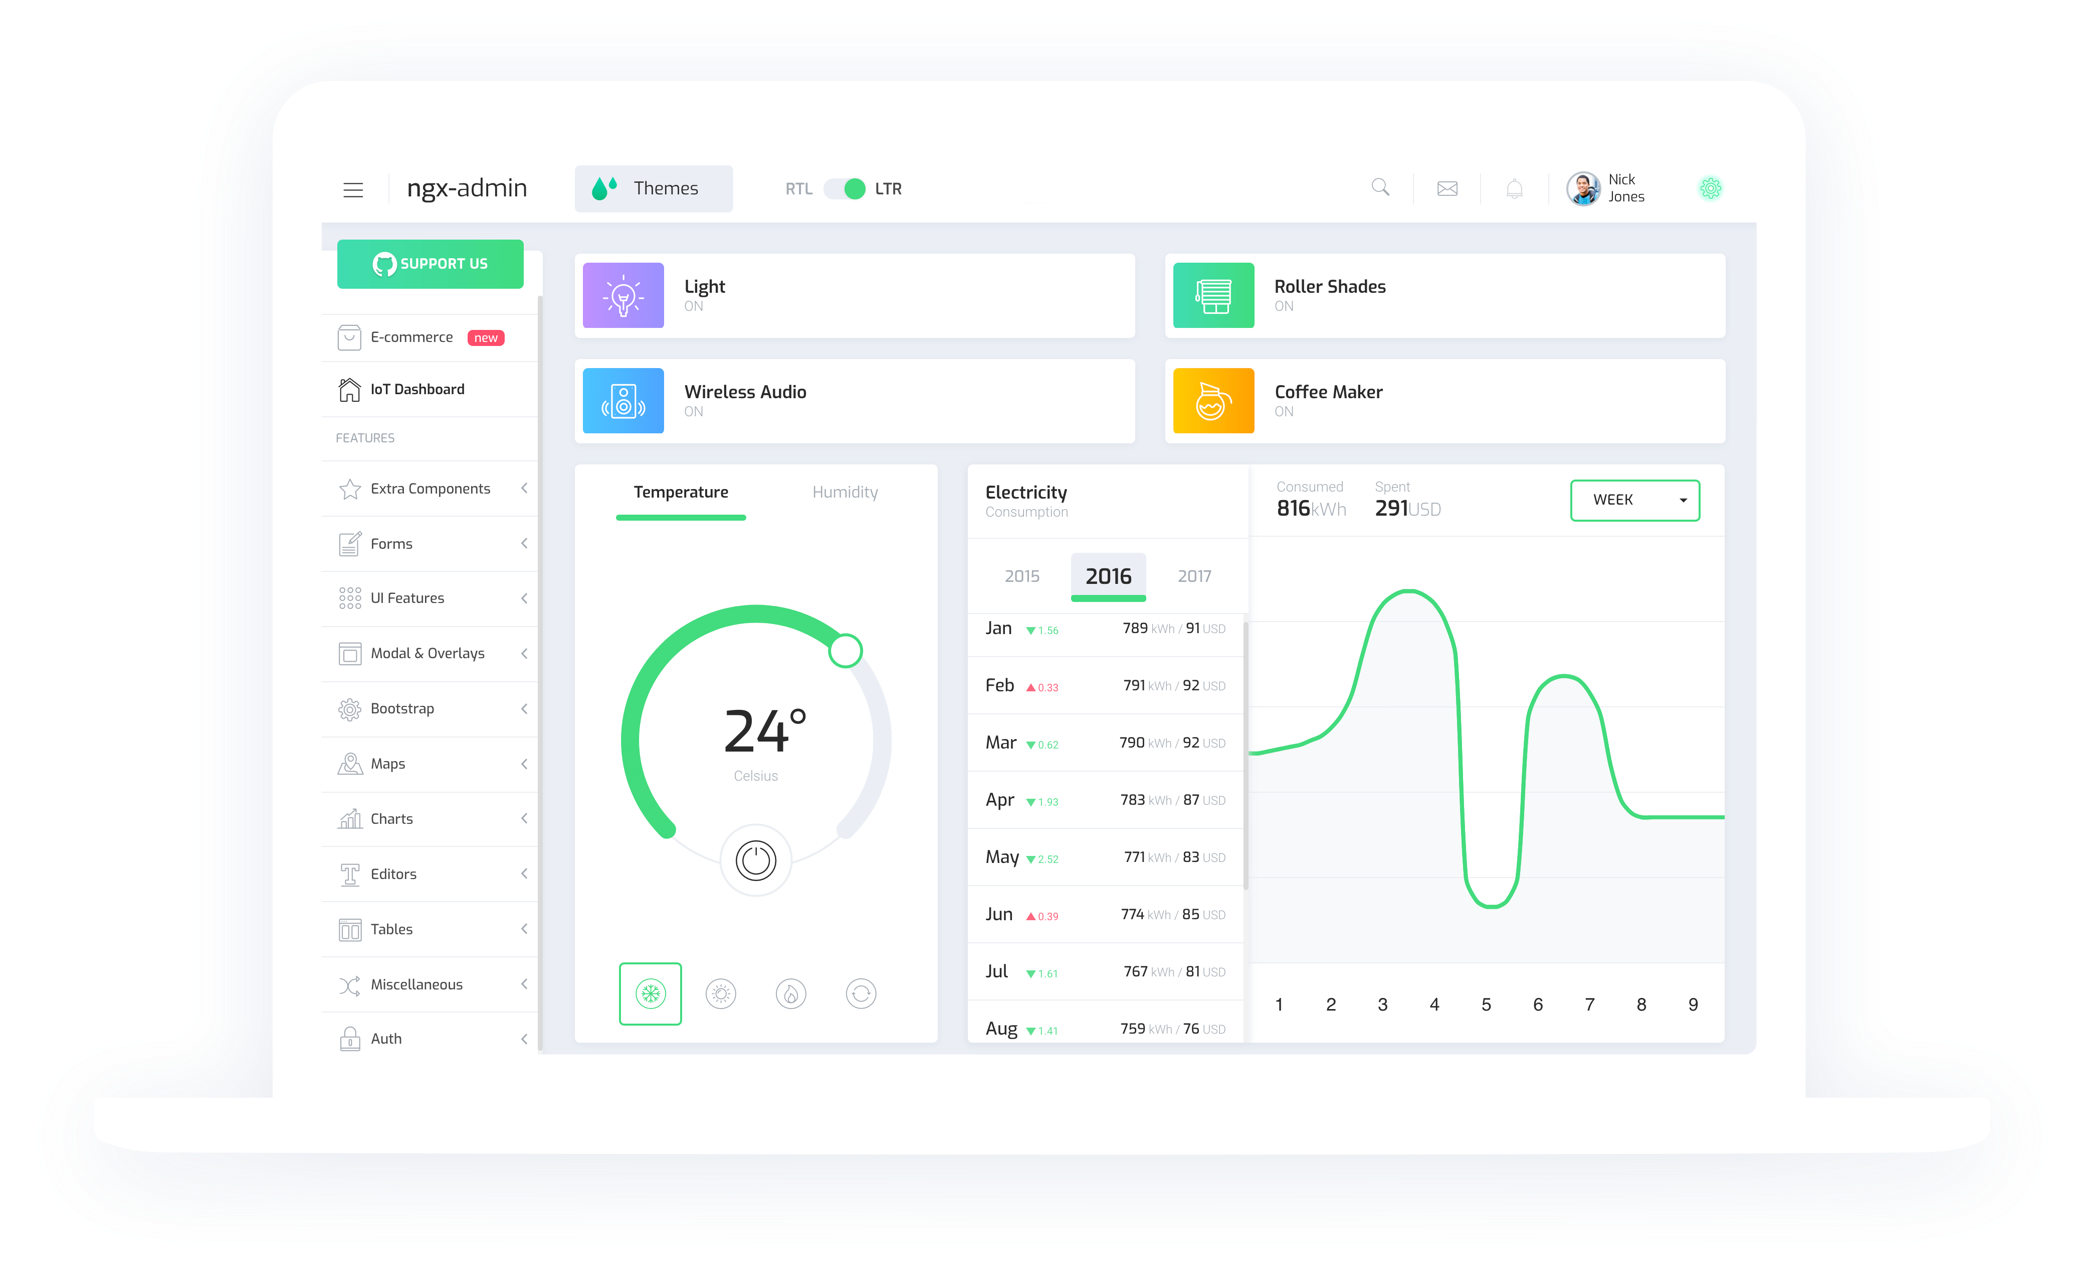 ngx-admin
Themes
RTL LTR
Nick
Jones
SUPPORT US
E-commerce new
IoT Dashboard
FEATURES
Extra Components
Forms
UI Features
Modal & Overlays
Bootstrap
Maps
Charts
Editors
Tables
Miscellaneous
Auth
Light
ON
Roller Shades
ON
Wireless Audio
ON
Coffee Maker
ON
Temperature Humidity
24°
Celsius
Electricity
Consumption
2015 2016 2017
Jan 1.56 789 kWh / 91 USD
Feb 0.33 791 kWh / 92 USD
Mar 0.62 790 kWh / 92 USD
Apr 1.93 783 kWh / 87 USD
May 2.52 771 kWh / 83 USD
Jun 0.39 774 kWh / 85 USD
Jul 1.61 767 kWh / 81 USD
Aug 1.41 759 kWh / 76 USD
Consumed Spent
816kWh 291USD
WEEK
1 2 3 4 5 6 7 8 9